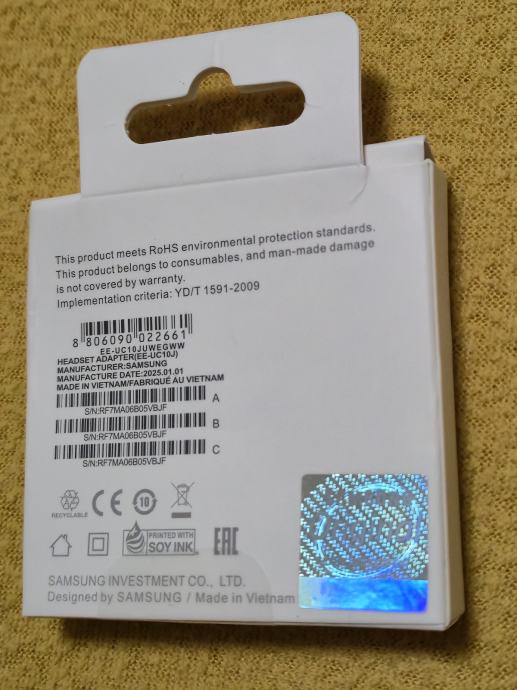 This product meets RoHS environmental protection standards.
This product belongs to consumables, and man-made damage
is not covered by warranty.
Implementation criteria: YD/T 1591-2009
8 806090 022661
EE-UC10JUWEGWW
HEADSET ADAPTER(EE-UC10J)
MANUFACTURER:SAMSUNG
MANUFACTURE DATE:2025.01.01
MADE IN VIETNAM/FABRIQUÉ AU VIETNAM
A
S/N:RF7MA06B05VBJF
B
S/N:RF7MA06B05VBJF
C
S/N:RF7MA06B05VBJF
RECYCLABLE
CE
10
PRINTED WITH
SOY INK
EAC
SAMSUNG INVESTMENT CO., LTD.
Designed by SAMSUNG / Made in Vietnam